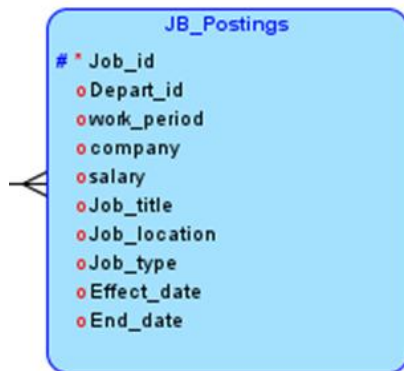 JB_Postings
# * Job_id
o Depart_id
o work_period
o company
o salary
o Job_title
o Job_location
o Job_type
o Effect_date
o End_date